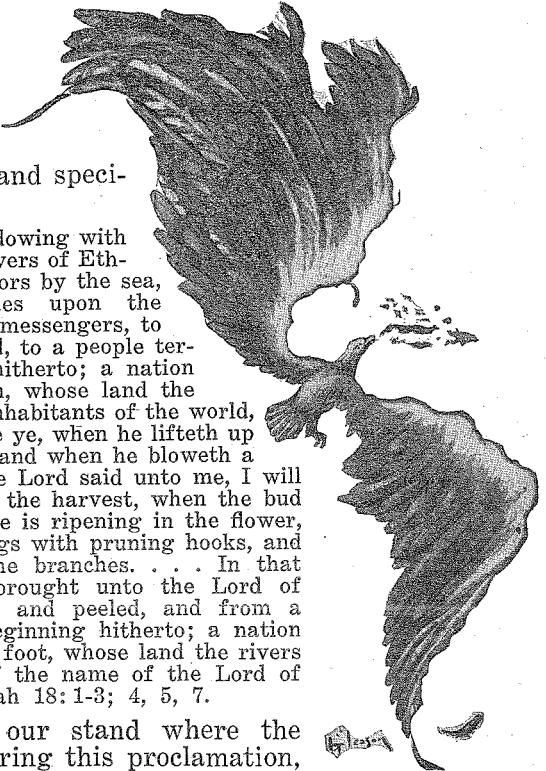 and speci-
lowing with
vers of Eth-
ors by the sea,
es upon the
messengers, to
l, to a people ter-
hitherto; a nation
n, whose land the
nhabitants of the world,
e ye, when he lifteth up
and when he bloweth a
e Lord said unto me, I will
the harvest, when the bud
e is ripening in the flower,
gs with pruning hooks, and
ne branches. . . . In that
brought unto the Lord of
and peeled, and from a
eginning hitherto; a nation
foot, whose land the rivers
f the name of the Lord of
ah 18: 1-3; 4, 5, 7.
our stand where the
ring this proclamation,